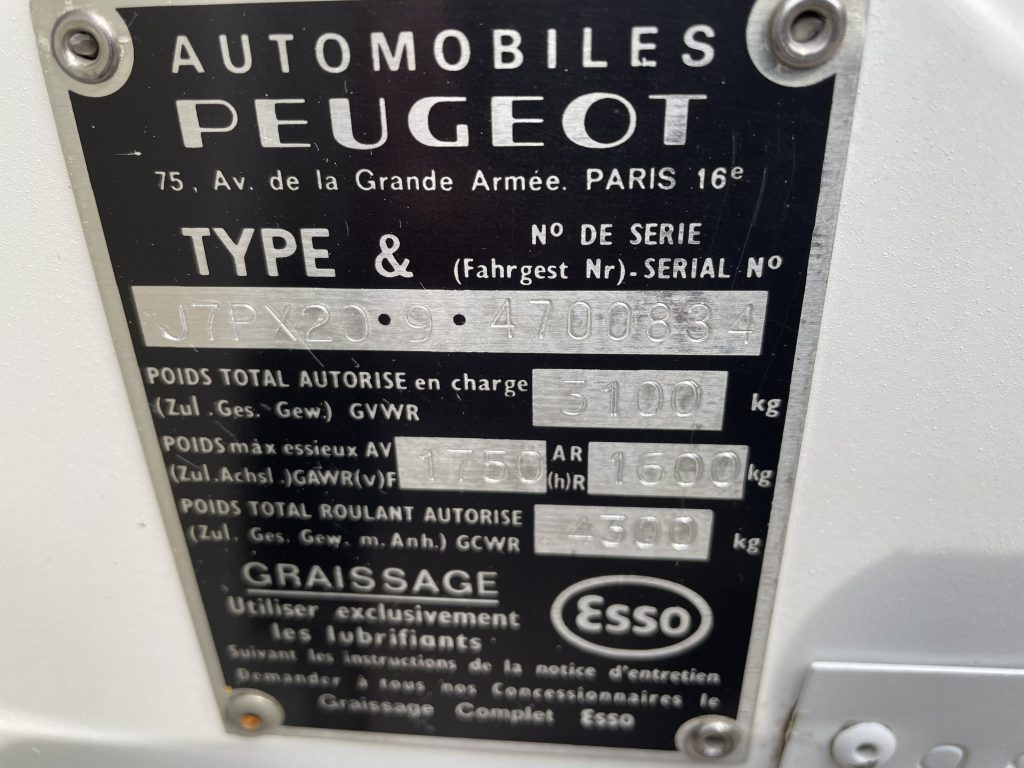 AUTOMOBILES
PEUGEOT
75, Av. de la Grande Armée. PARIS 16e
TYPE & Nº DE SERIE
(Fahrgest Nr)-SERIAL Nº
J7PX20•9•4700834
POIDS TOTAL AUTORISE en charge
(Zul.Ges.Gew.) GVWR 3100 kg
POIDS max essieux AV AR
(Zul.Achsl.)GAWR(v)F 1750 (h)R 1600 kg
POIDS TOTAL ROULANT AUTORISE
(Zul. Ges. Gew. m. Anh.) GCWR 4300 kg
GRAISSAGE
Utiliser exclusivement
les lubrifiants
Esso
Suivant les instructions de la notice d'entretien
Demander à tous nos Concessionnaires le
Graissage Complet Esso